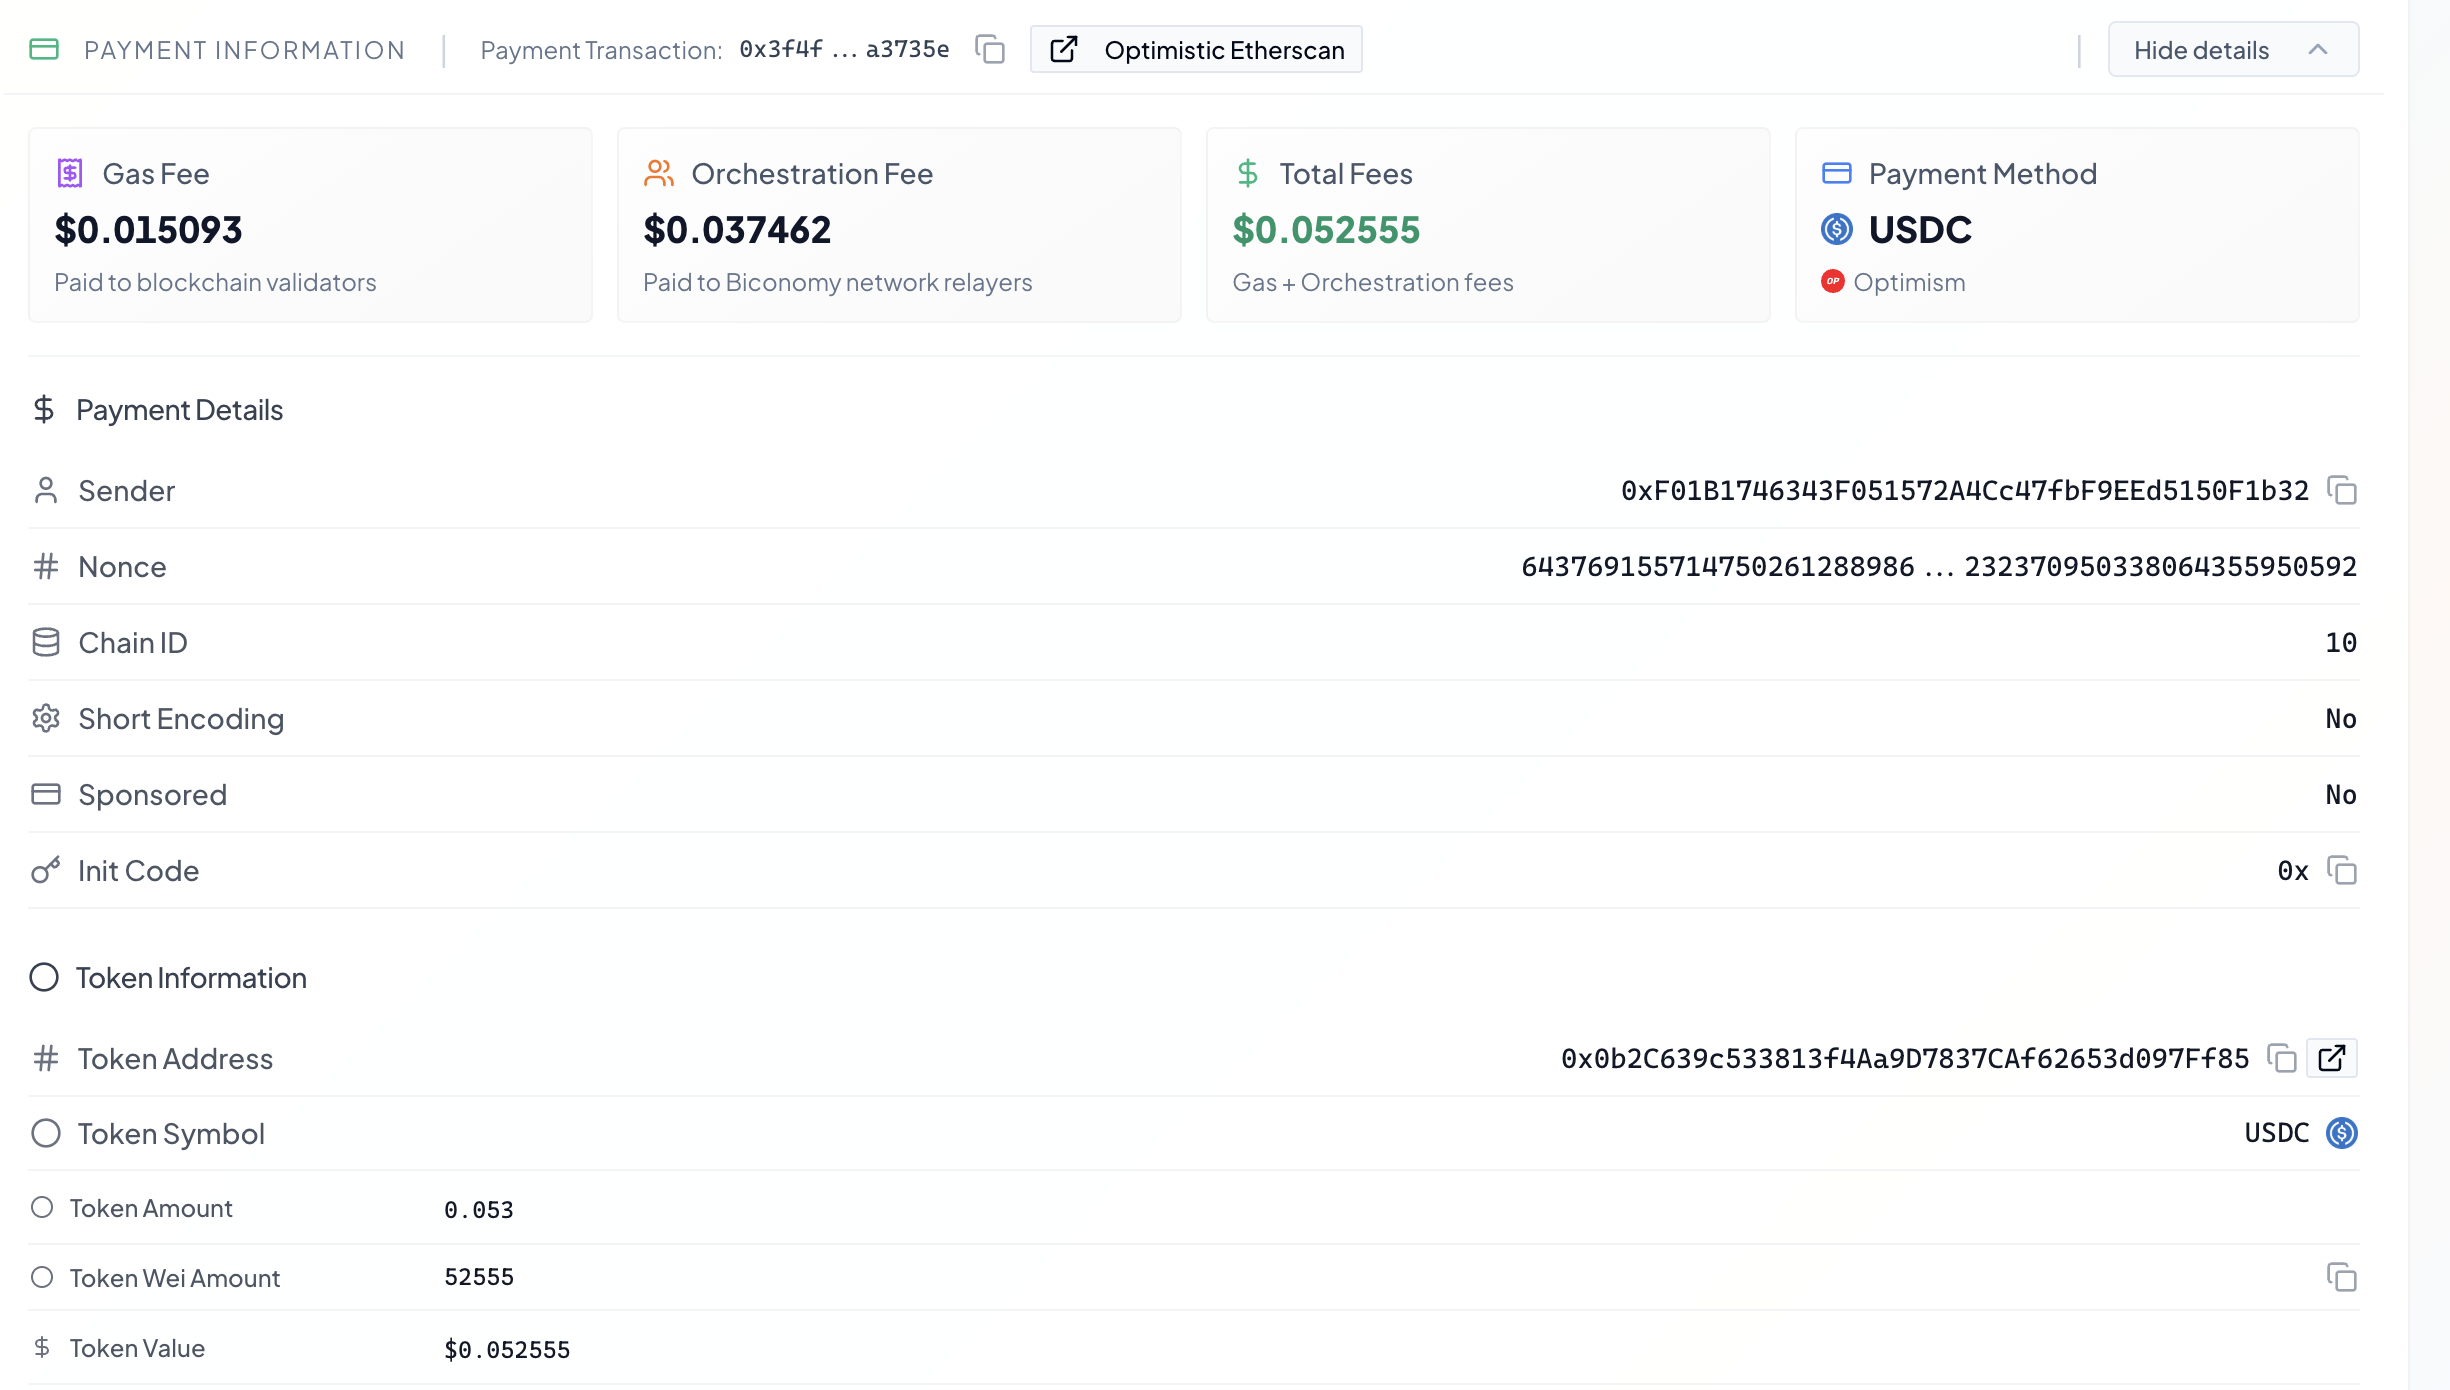 PAYMENT INFORMATION | Payment Transaction: 0x3f4f ... a3735e Optimistic Etherscan | Hide details
Gas Fee
$0.015093
Paid to blockchain validators
Orchestration Fee
$0.037462
Paid to Biconomy network relayers
Total Fees
$0.052555
Gas + Orchestration fees
Payment Method
USDC
OP Optimism
Payment Details
Sender 0xF01B1746343F051572A4Cc47fbF9EEd5150F1b32
Nonce 643769155714750261288986 ... 232370950338064355950592
Chain ID 10
Short Encoding No
Sponsored No
Init Code 0x
Token Information
Token Address 0x0b2C639c533813f4Aa9D7837CAf62653d097Ff85
Token Symbol USDC
Token Amount 0.053
Token Wei Amount 52555
Token Value $0.052555